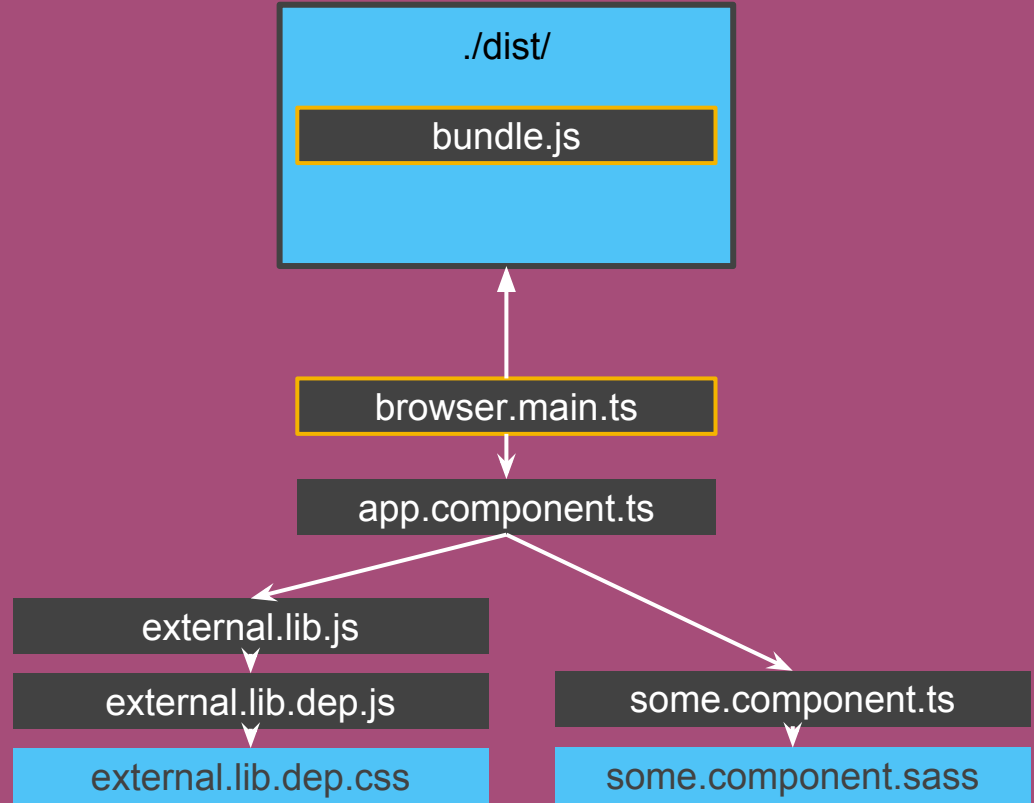 ./dist/
bundle.js
browser.main.ts
app.component.ts
external.lib.js
external.lib.dep.js
some.component.ts
external.lib.dep.css
some.component.sass